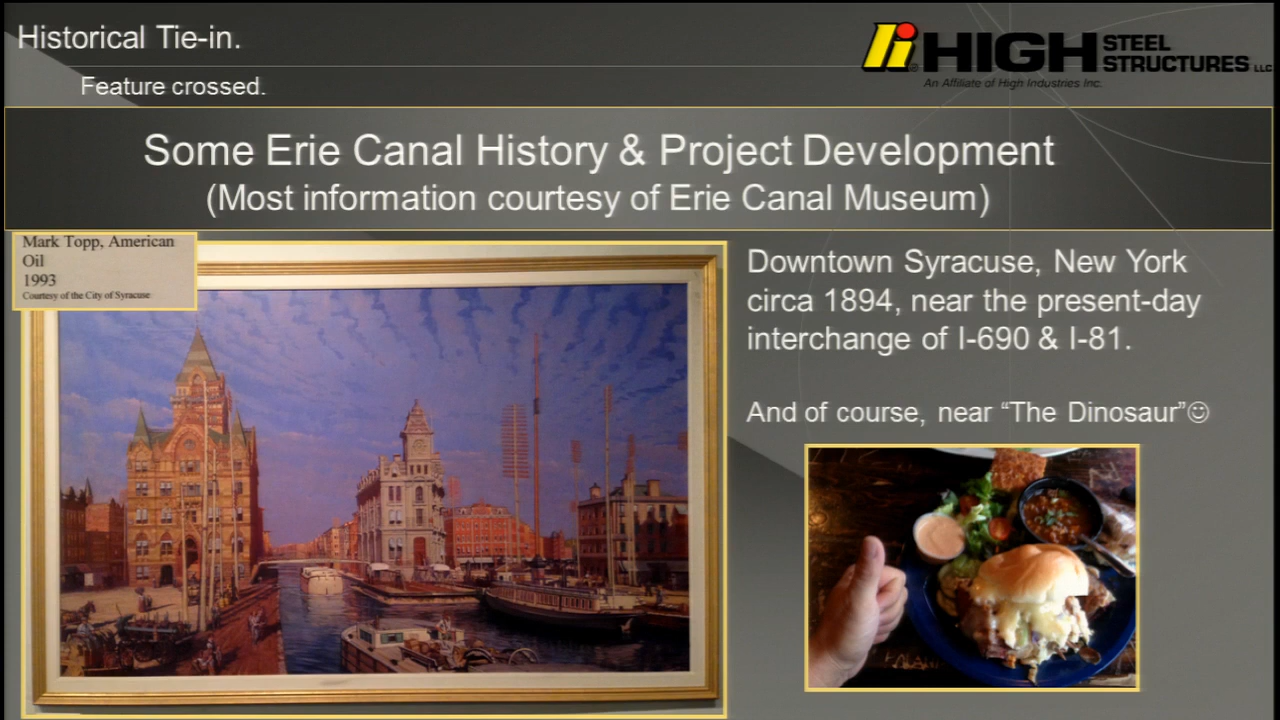 Historical Tie-in.
Feature crossed.
HIGH STEEL STRUCTURES LLC
An Affiliate of High Industries Inc.
Some Erie Canal History & Project Development
(Most information courtesy of Erie Canal Museum)
Mark Topp, American
Oil
1993
Courtesy of the City of Syracuse
Downtown Syracuse, New York
circa 1894, near the present-day
interchange of I-690 & I-81.
And of course, near “The Dinosaur”☺